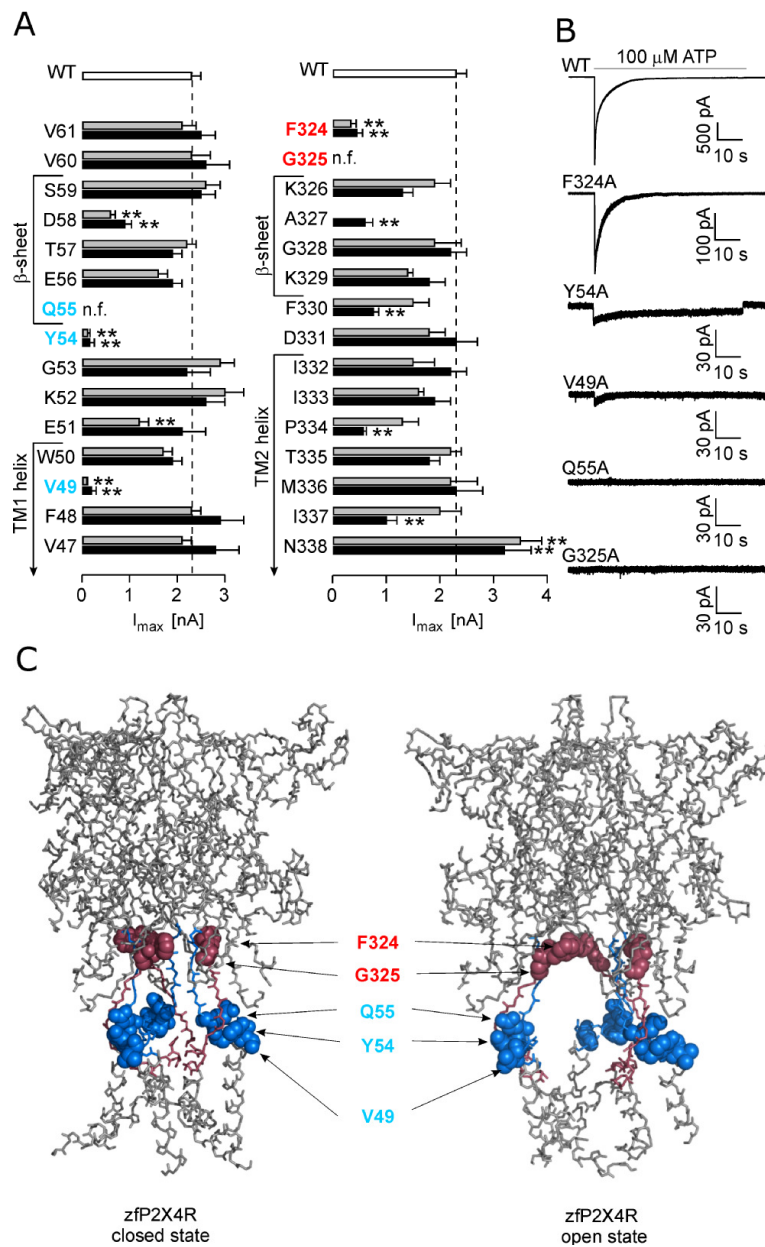 A
WT
V61
V60
S59 **
D58 **
T57
E56
Q55 n.f.
Y54 **
**
G53
K52
E51 **
W50
V49 **
**
F48
V47
β-sheet
TM1 helix
0 1 2 3
Imax [nA]
WT
F324 **
**
G325 n.f.
K326
A327 **
G328
K329
F330 **
D331
I332
I333
P334 **
T335
M336
I337 **
N338 **
**
β-sheet
TM2 helix
0 1 2 3 4
Imax [nA]
B
100 μM ATP
WT
500 pA
10 s
F324A
100 pA
10 s
Y54A
30 pA
10 s
V49A
30 pA
10 s
Q55A
30 pA
10 s
G325A
30 pA
10 s
C
F324
G325
Q55
Y54
V49
zfP2X4R
closed state
zfP2X4R
open state